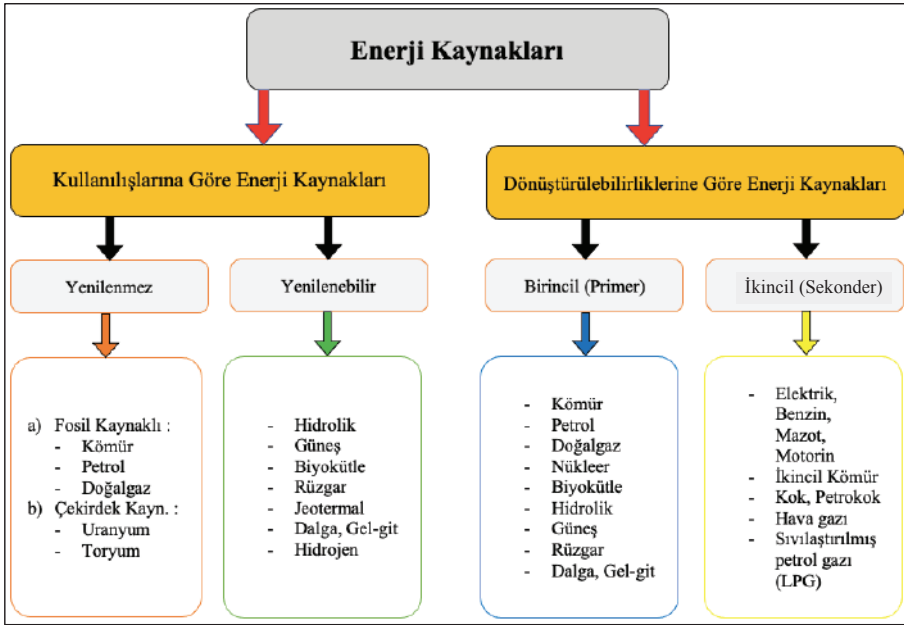 Enerji Kaynakları
Kullanılışlarına Göre Enerji Kaynakları
Dönüştürülebilirliklerine Göre Enerji Kaynakları
Yenilenmez
Yenilenebilir
Birincil (Primer)
İkincil (Sekonder)
a) Fosil Kaynaklı :
- Kömür
- Petrol
- Doğalgaz
b) Çekirdek Kayn. :
- Uranyum
- Toryum
- Hidrolik
- Güneş
- Biyokütle
- Rüzgar
- Jeotermal
- Dalga, Gel-git
- Hidrojen
- Kömür
- Petrol
- Doğalgaz
- Nükleer
- Biyokütle
- Hidrolik
- Güneş
- Rüzgar
- Dalga, Gel-git
- Elektrik,
Benzin,
Mazot,
Motorin
- İkincil Kömür
- Kok, Petrokok
- Hava gazı
- Sıvılaştırılmış
petrol gazı
(LPG)